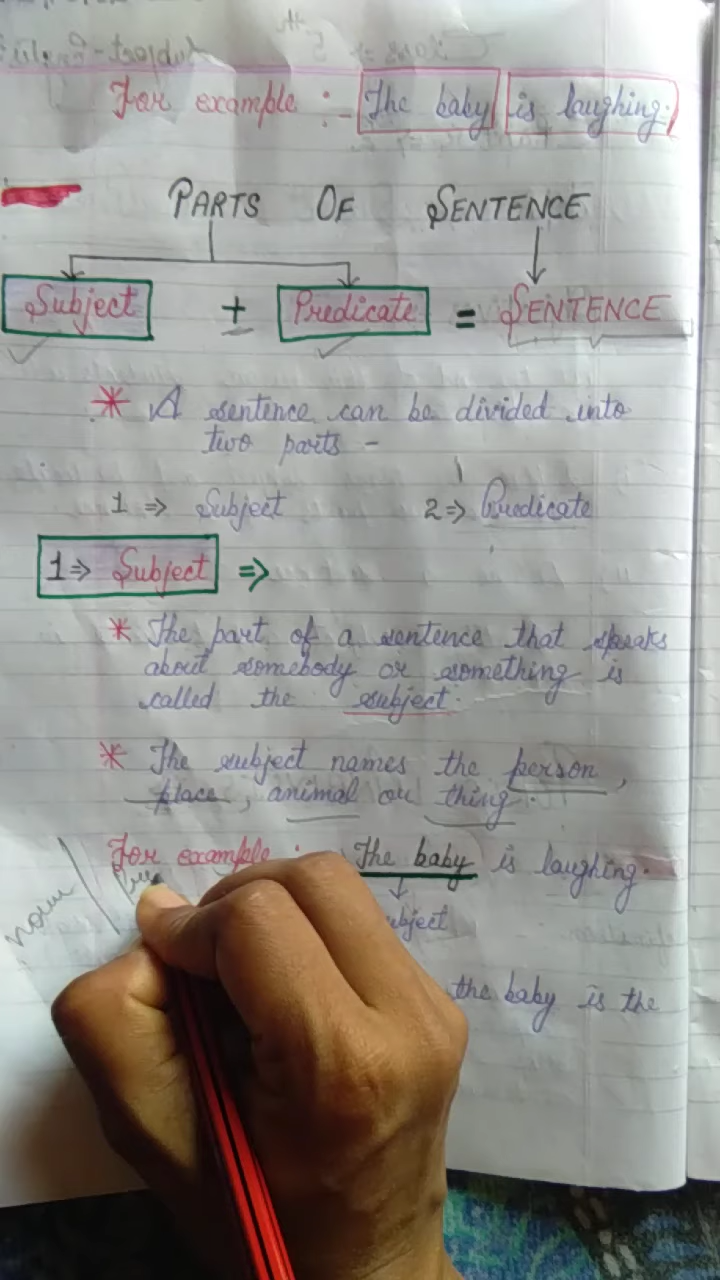 For example :- The baby is laughing.
PARTS OF SENTENCE
Subject + Predicate = SENTENCE
* A sentence can be divided into
two parts -
1 ⇒ Subject 2 ⇒ Predicate
1 ⇒ Subject ⇒
* The part of a sentence that speaks
about somebody or something is
called the subject.
* The subject names the person,
place, animal or thing.
For example : The baby is laughing.
noun
ubject
the baby is the